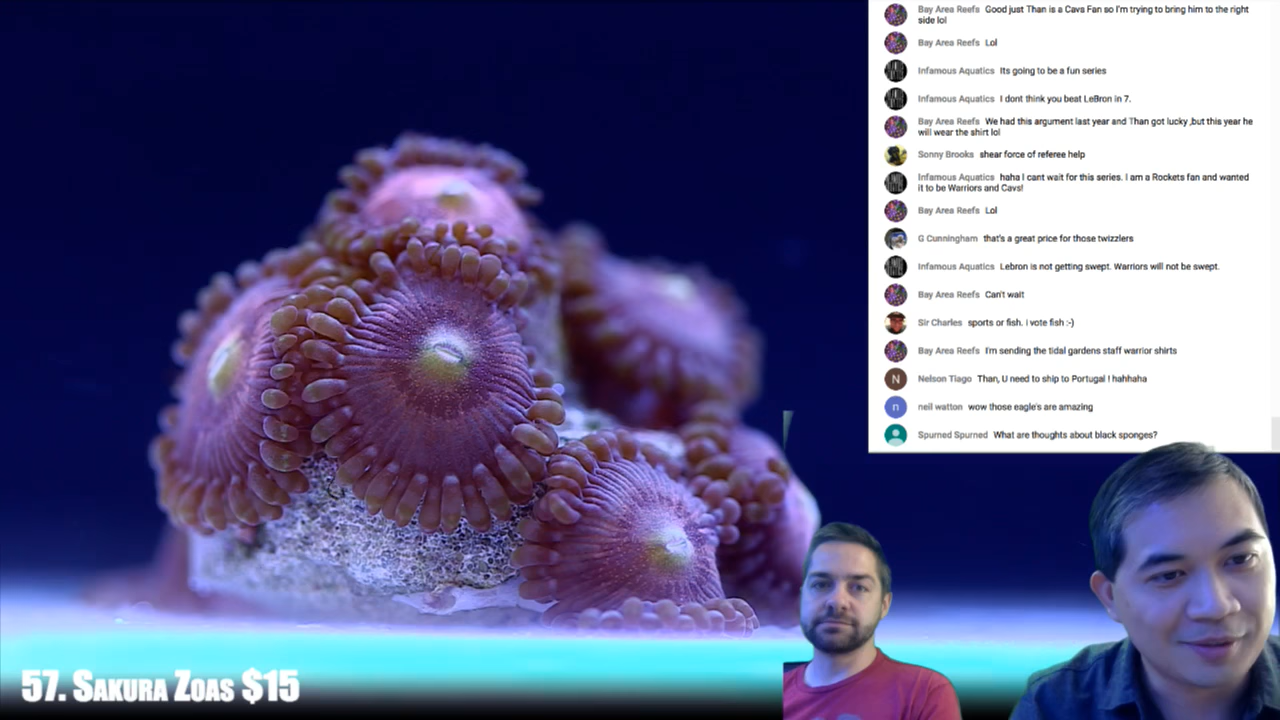 Bay Area Reefs Good just Than is a Cavs Fan so I'm trying to bring him to the right
side lol
Bay Area Reefs Lol
Infamous Aquatics Its going to be a fun series
Infamous Aquatics I dont think you beat LeBron in 7.
Bay Area Reefs We had this argument last year and Than got lucky ,but this year he
will wear the shirt lol
Sonny Brooks shear force of referee help
Infamous Aquatics haha I cant wait for this series. I am a Rockets fan and wanted
it to be Warriors and Cavs!
Bay Area Reefs Lol
G Cunningham that's a great price for those twizzlers
Infamous Aquatics Lebron is not getting swept. Warriors will not be swept.
Bay Area Reefs Can't wait
Sir Charles sports or fish. i vote fish :-)
Bay Area Reefs I'm sending the tidal gardens staff warrior shirts
N Nelson Tiago Than, U need to ship to Portugal ! hahhaha
n neil watton wow those eagle's are amazing
Spurned Spurned What are thoughts about black sponges?
57. Sakura Zoas $15